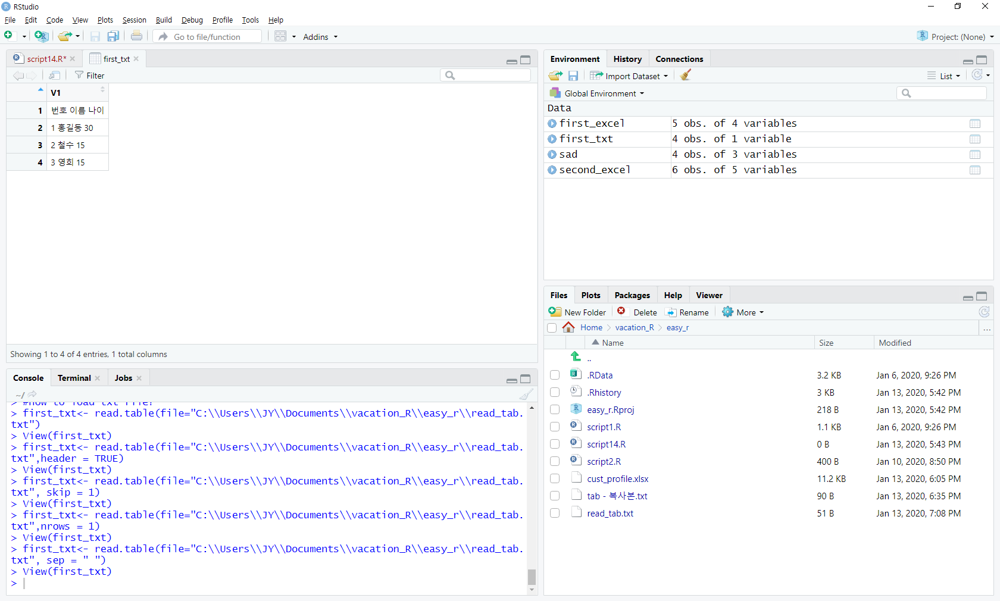 RStudio
File Edit Code View Plots Session Build Debug Profile Tools Help
Go to file/function Addins Project: (None)
script14.R* first_txt
Filter
V1
1 번호 이름 나이
2 1 홍길동 30
3 2 철수 15
4 3 영희 15
Showing 1 to 4 of 4 entries, 1 total columns
Console Terminal Jobs
~/
> #how to load txt file!
> first_txt<- read.table(file="C:\\Users\\JY\\Documents\\vacation_R\\easy_r\\read_tab.
txt")
> View(first_txt)
> first_txt<- read.table(file="C:\\Users\\JY\\Documents\\vacation_R\\easy_r\\read_tab.
txt",header = TRUE)
> View(first_txt)
> first_txt<- read.table(file="C:\\Users\\JY\\Documents\\vacation_R\\easy_r\\read_tab.
txt", skip = 1)
> View(first_txt)
> first_txt<- read.table(file="C:\\Users\\JY\\Documents\\vacation_R\\easy_r\\read_tab.
txt",nrows = 1)
> View(first_txt)
> first_txt<- read.table(file="C:\\Users\\JY\\Documents\\vacation_R\\easy_r\\read_tab.
txt", sep = " ")
> View(first_txt)
>
Environment History Connections
Import Dataset List
Global Environment
Data
first_excel 5 obs. of 4 variables
first_txt 4 obs. of 1 variable
sad 4 obs. of 3 variables
second_excel 6 obs. of 5 variables
Files Plots Packages Help Viewer
New Folder Delete Rename More
Home vacation_R easy_r ...
Name Size Modified
..
.RData 3.2 KB Jan 6, 2020, 9:26 PM
.Rhistory 3 KB Jan 13, 2020, 5:42 PM
easy_r.Rproj 218 B Jan 13, 2020, 5:42 PM
script1.R 1.1 KB Jan 6, 2020, 9:26 PM
script14.R 0 B Jan 13, 2020, 5:43 PM
script2.R 400 B Jan 10, 2020, 8:50 PM
cust_profile.xlsx 11.2 KB Jan 13, 2020, 6:05 PM
tab - 복사본.txt 90 B Jan 13, 2020, 6:35 PM
read_tab.txt 51 B Jan 13, 2020, 7:08 PM